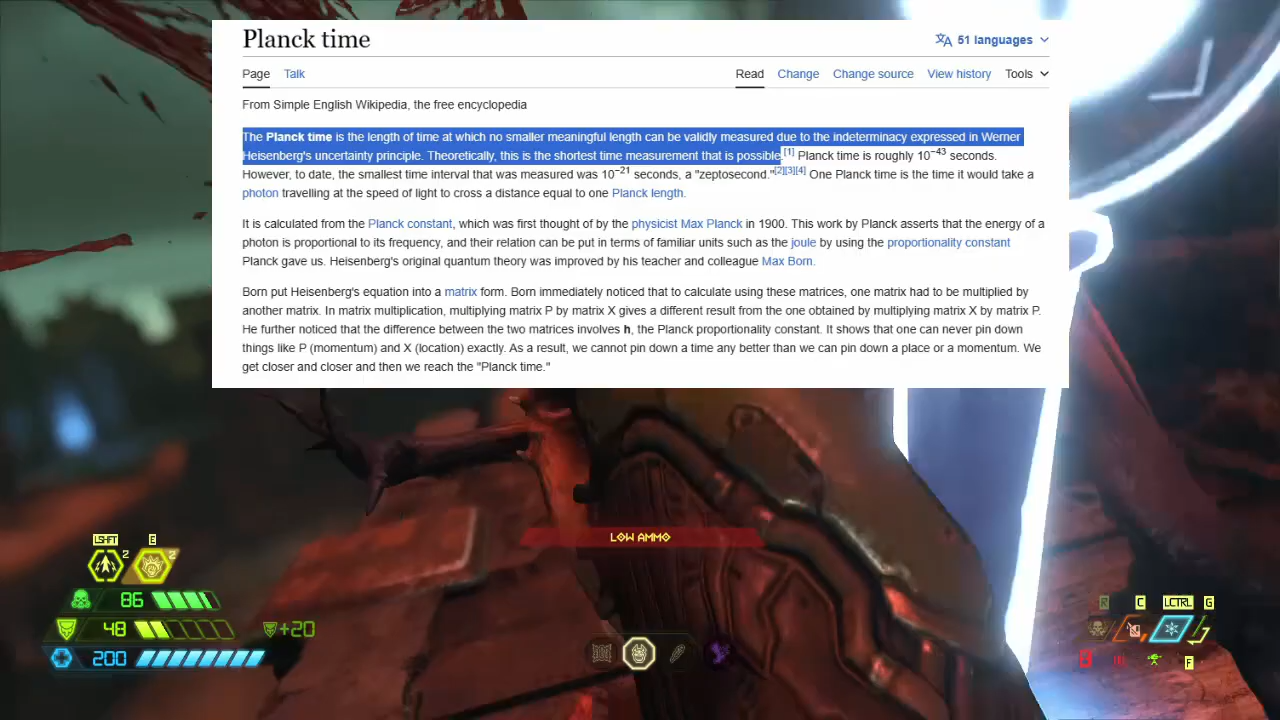 Planck time
51 languages
Page Talk Read Change Change source View history Tools
From Simple English Wikipedia, the free encyclopedia
The Planck time is the length of time at which no smaller meaningful length can be validly measured due to the indeterminacy expressed in Werner
Heisenberg's uncertainty principle. Theoretically, this is the shortest time measurement that is possible.[1] Planck time is roughly 10⁻⁴³ seconds.
However, to date, the smallest time interval that was measured was 10⁻²¹ seconds, a "zeptosecond."[2][3][4] One Planck time is the time it would take a
photon travelling at the speed of light to cross a distance equal to one Planck length.
It is calculated from the Planck constant, which was first thought of by the physicist Max Planck in 1900. This work by Planck asserts that the energy of a
photon is proportional to its frequency, and their relation can be put in terms of familiar units such as the joule by using the proportionality constant
Planck gave us. Heisenberg's original quantum theory was improved by his teacher and colleague Max Born.
Born put Heisenberg's equation into a matrix form. Born immediately noticed that to calculate using these matrices, one matrix had to be multiplied by
another matrix. In matrix multiplication, multiplying matrix P by matrix X gives a different result from the one obtained by multiplying matrix X by matrix P.
He further noticed that the difference between the two matrices involves h, the Planck proportionality constant. It shows that one can never pin down
things like P (momentum) and X (location) exactly. As a result, we cannot pin down a time any better than we can pin down a place or a momentum. We
get closer and closer and then we reach the "Planck time."
LOW AMMO
LSHFT E
2 2
86
48 +20
200
R C LCTRL G
F